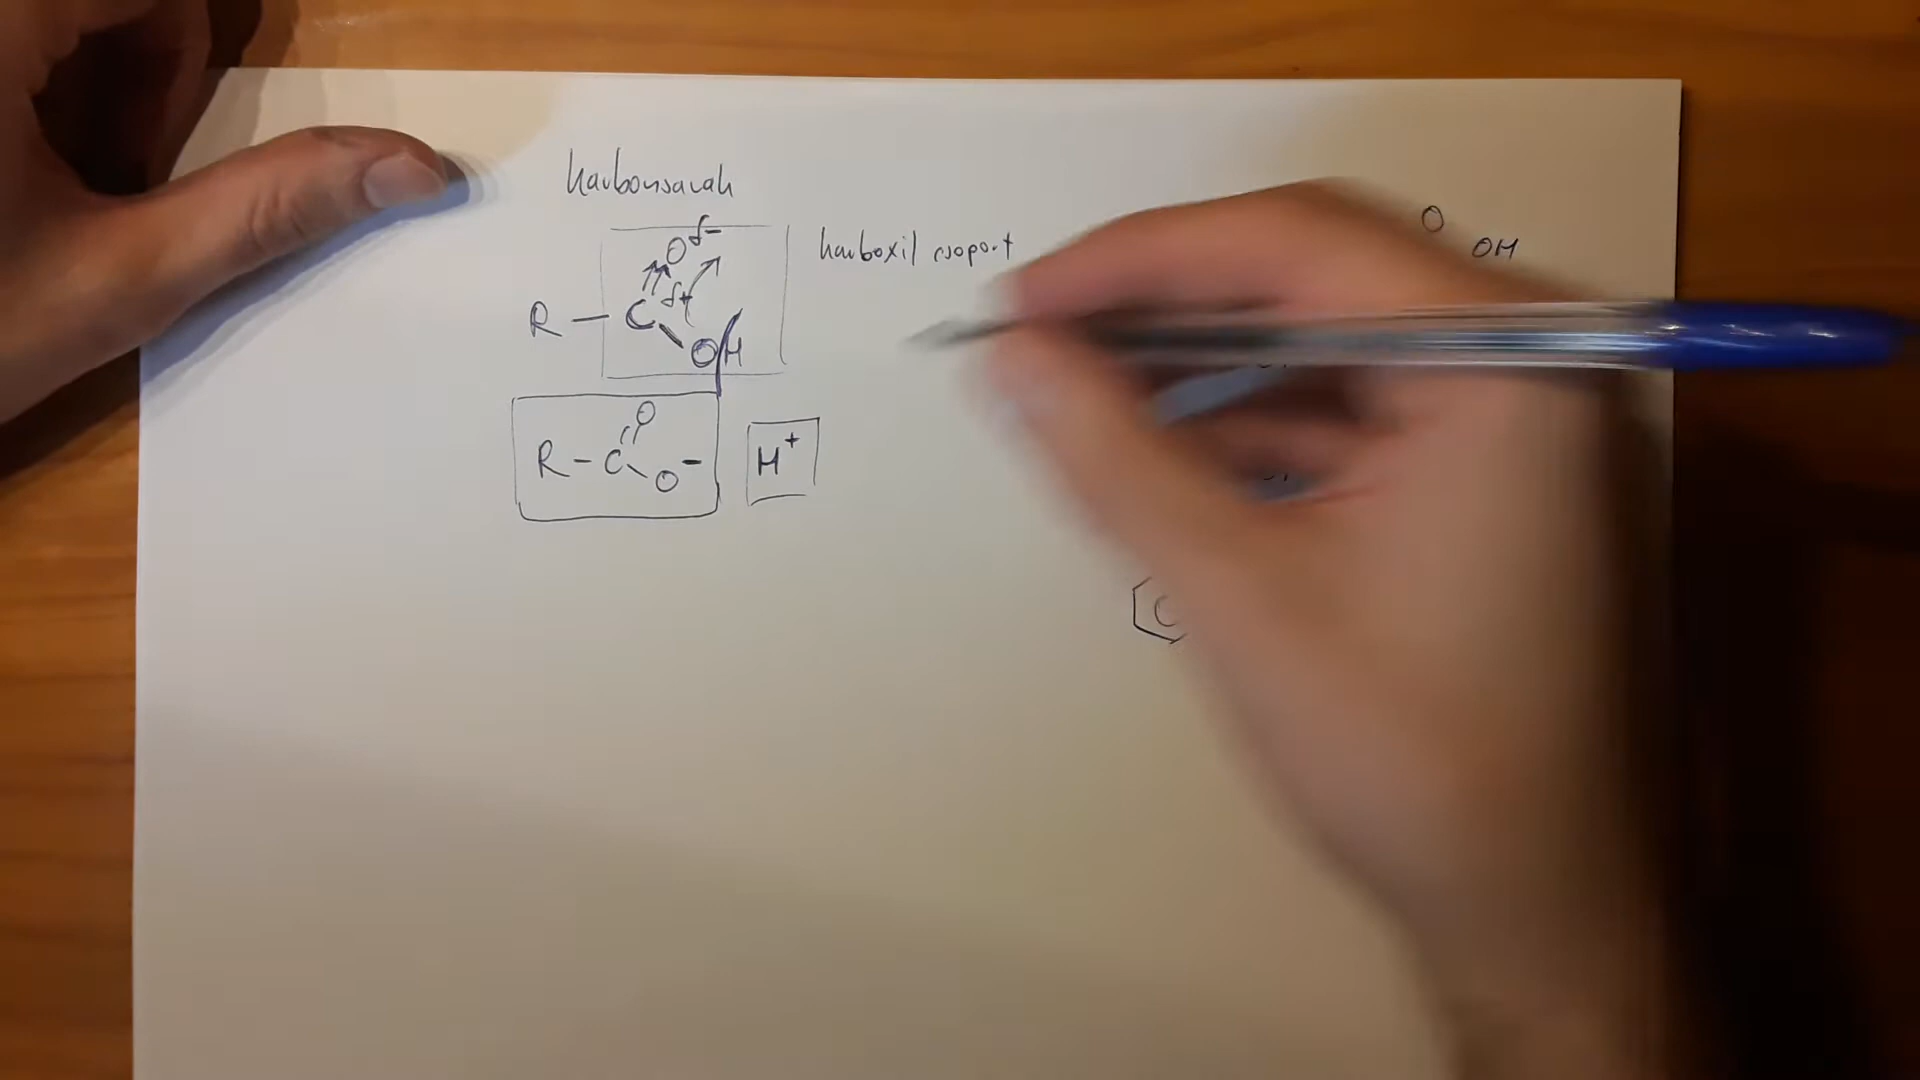 karbonsavak
O δ-
δ+
R - C
OH
karboxil csoport
O
R - C
O -
H+
O
OH